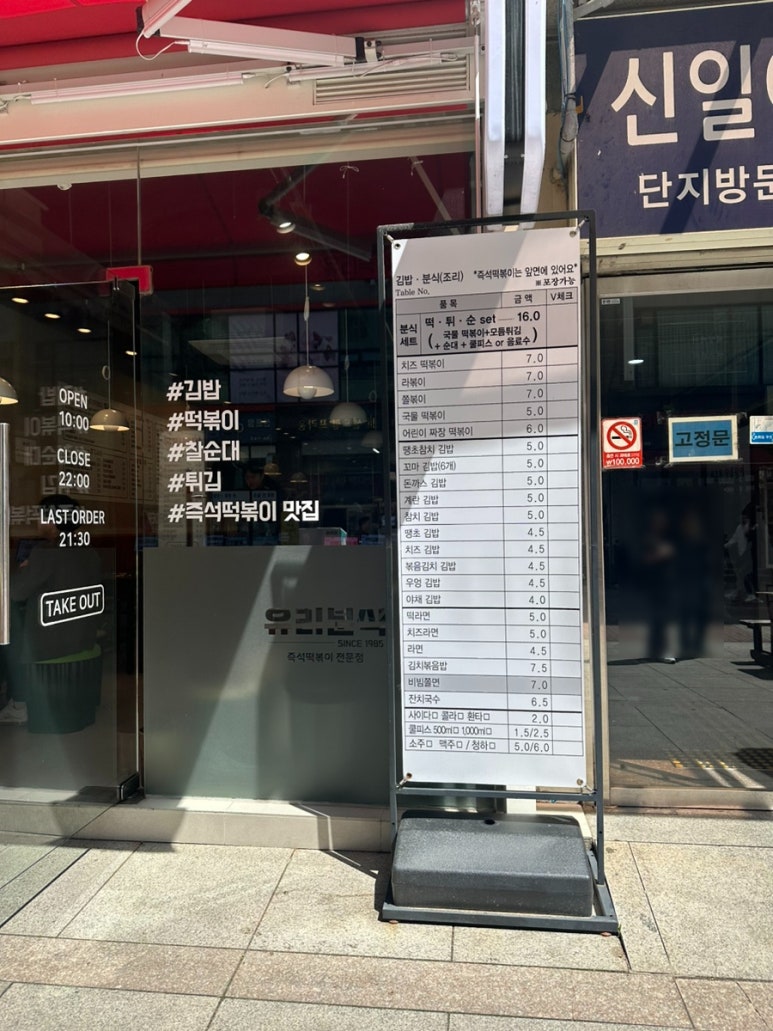 신일
단지방문
OPEN
10:00
CLOSE
22:00
LAST ORDER
21:30
TAKE OUT
#김밥
#떡볶이
#찰순대
#튀김
#즉석떡볶이 맛집
유리분식
SINCE 1985
즉석떡볶이 전문점
김밥 · 분식(조리) *즉석떡볶이는 앞면에 있어요*
Table No. ※포장가능
품목 금액 V체크
분식세트 떡 · 튀 · 순 set 16.0
( 국물 떡볶이+모듬튀김
+ 순대 + 쿨피스 or 음료수 )
치즈 떡볶이 7.0
라볶이 7.0
쫄볶이 7.0
국물 떡볶이 5.0
어린이 짜장 떡볶이 6.0
땡초참치 김밥 5.0
꼬마 김밥(6개) 5.0
돈까스 김밥 5.0
계란 김밥 5.0
참치 김밥 5.0
땡초 김밥 4.5
치즈 김밥 4.5
볶음김치 김밥 4.5
우엉 김밥 4.5
야채 김밥 4.0
떡라면 5.0
치즈라면 5.0
라면 4.5
김치볶음밥 7.5
비빔쫄면 7.0
잔치국수 6.5
사이다□ 콜라□ 환타□ 2.0
쿨피스 500ml□ 1,000ml□ 1.5/2.5
소주□ 맥주□ / 청하□ 5.0/6.0
₩100,000
고정문